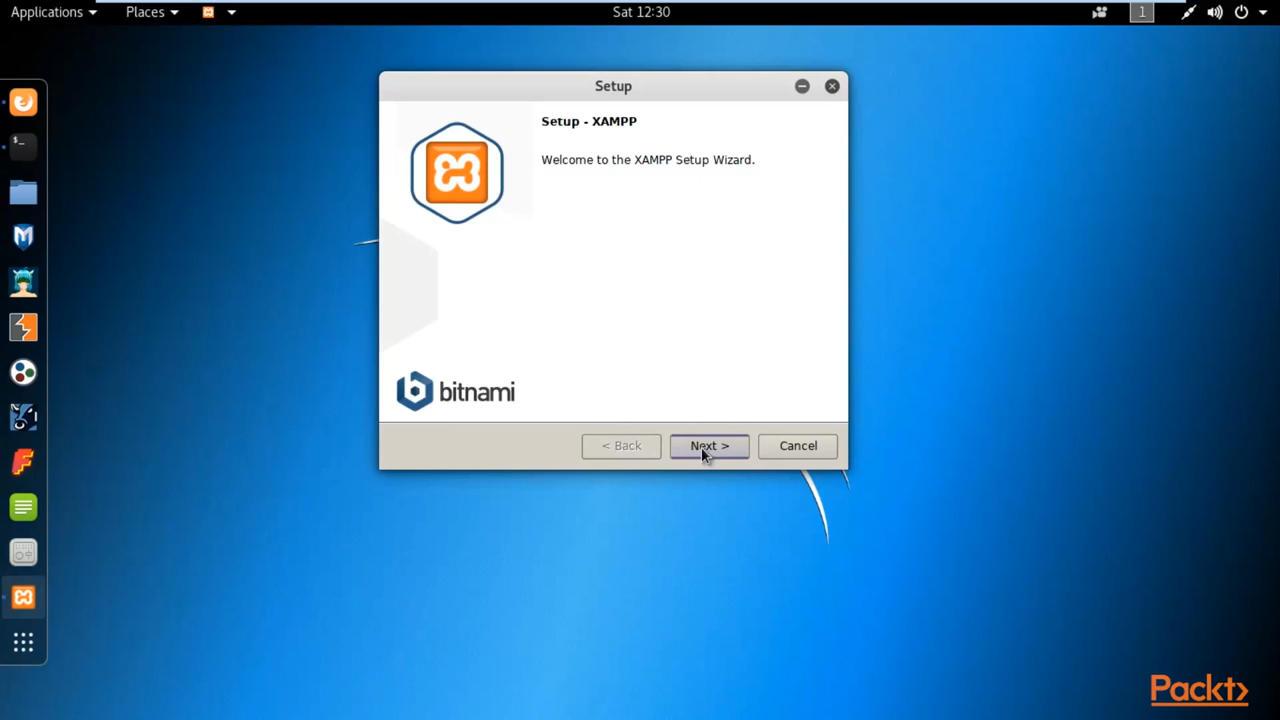 Applications Places Sat 12:30 1
Setup
Setup - XAMPP
Welcome to the XAMPP Setup Wizard.
$_
bitnami
< Back Next > Cancel
Packt>